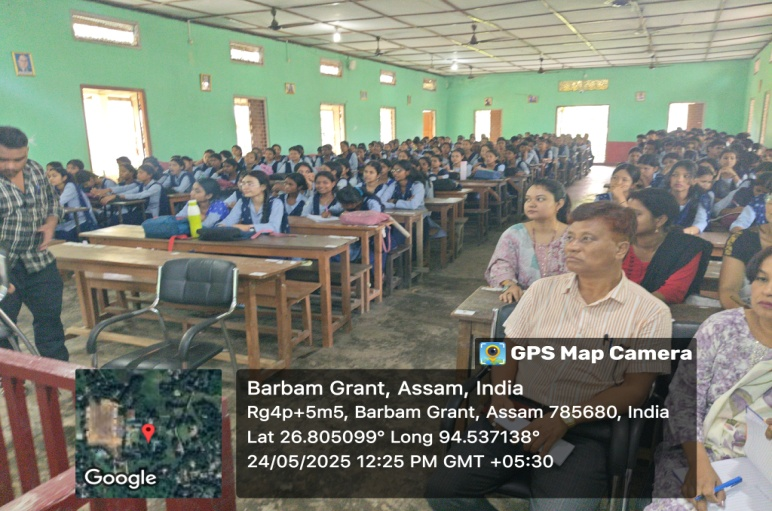 GPS Map Camera
Barbam Grant, Assam, India
Rg4p+5m5, Barbam Grant, Assam 785680, India
Lat 26.805099° Long 94.537138°
24/05/2025 12:25 PM GMT +05:30
Google